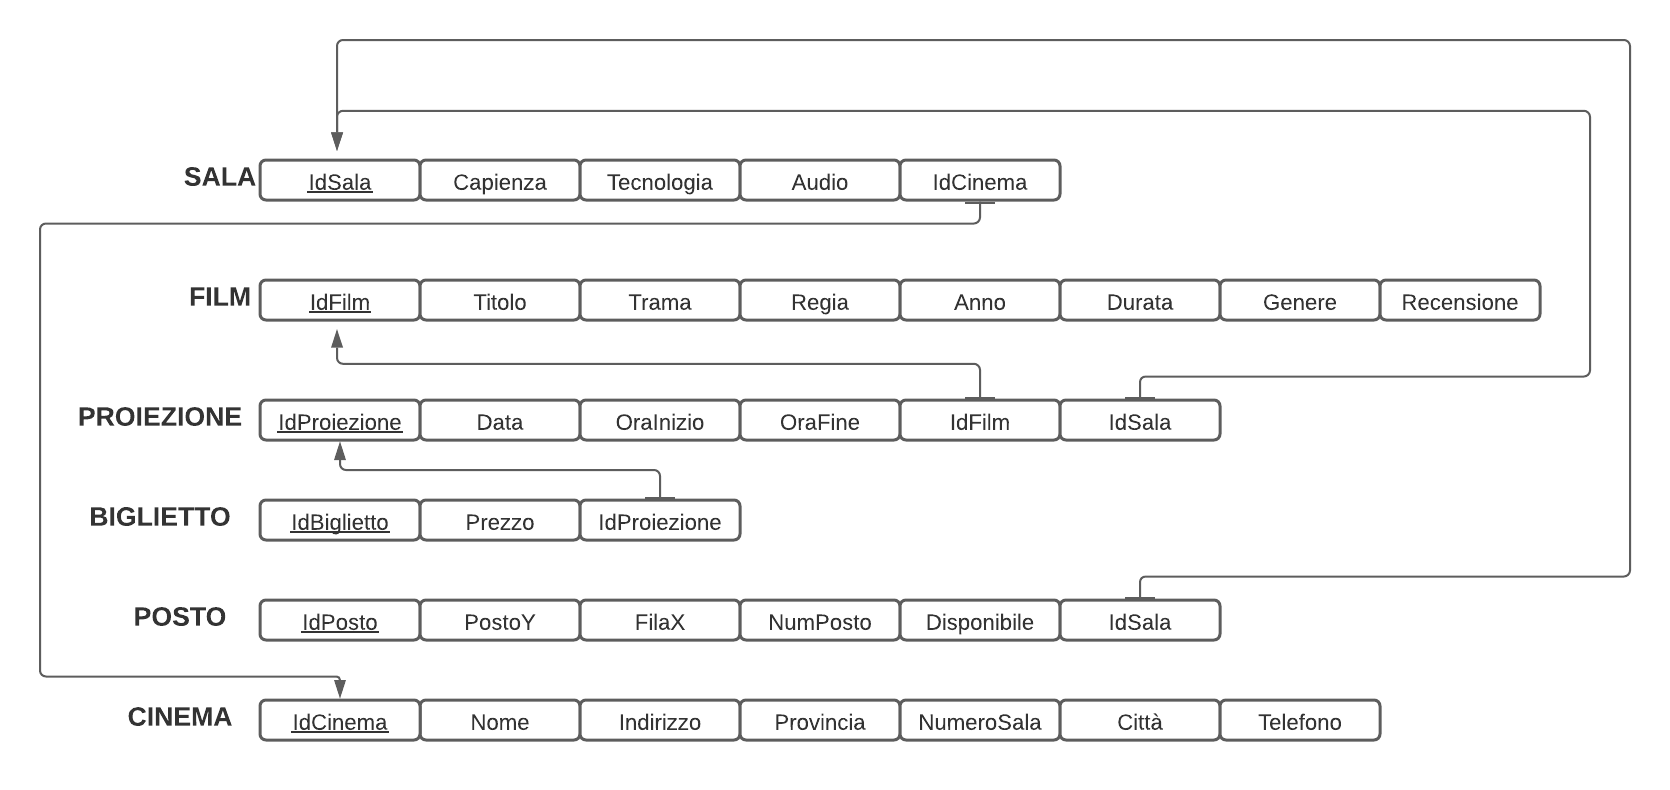 SALA IdSala Capienza Tecnologia Audio IdCinema
FILM IdFilm Titolo Trama Regia Anno Durata Genere Recensione
PROIEZIONE IdProiezione Data OraInizio OraFine IdFilm IdSala
BIGLIETTO IdBiglietto Prezzo IdProiezione
POSTO IdPosto PostoY FilaX NumPosto Disponibile IdSala
CINEMA IdCinema Nome Indirizzo Provincia NumeroSala Città Telefono